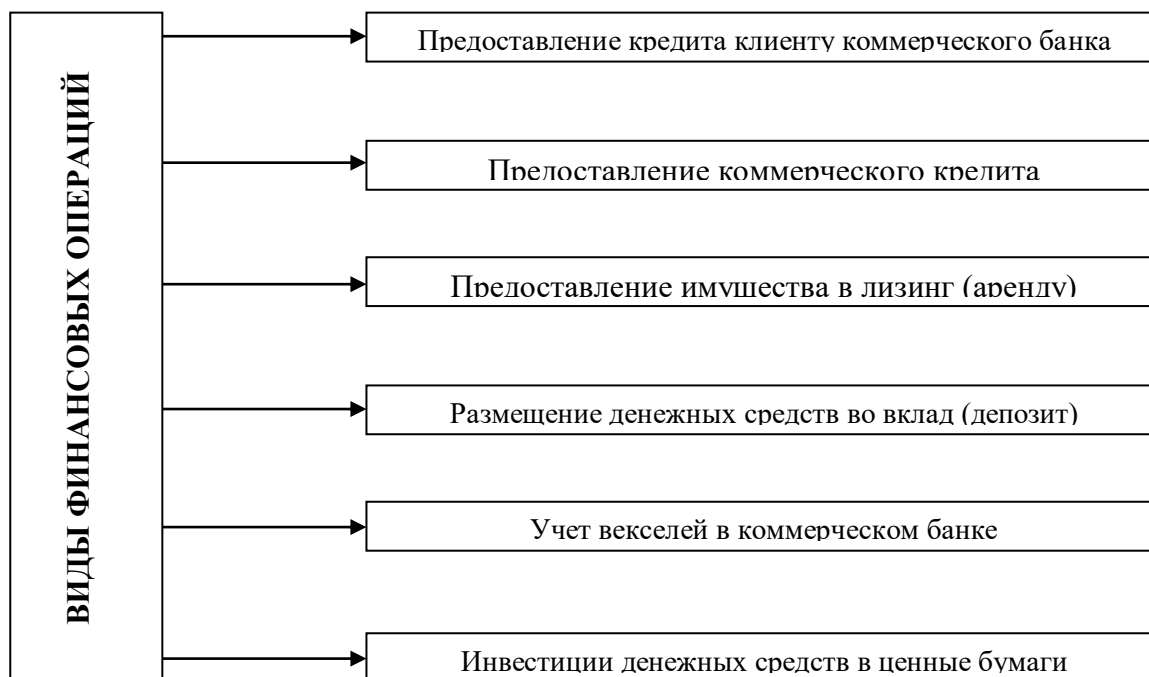 ВИДЫ ФИНАНСОВЫХ ОПЕРАЦИЙ
Предоставление кредита клиенту коммерческого банка
Предоставление коммерческого кредита
Предоставление имущества в лизинг (аренду)
Размещение денежных средств во вклад (депозит)
Учет векселей в коммерческом банке
Инвестиции денежных средств в ценные бумаги